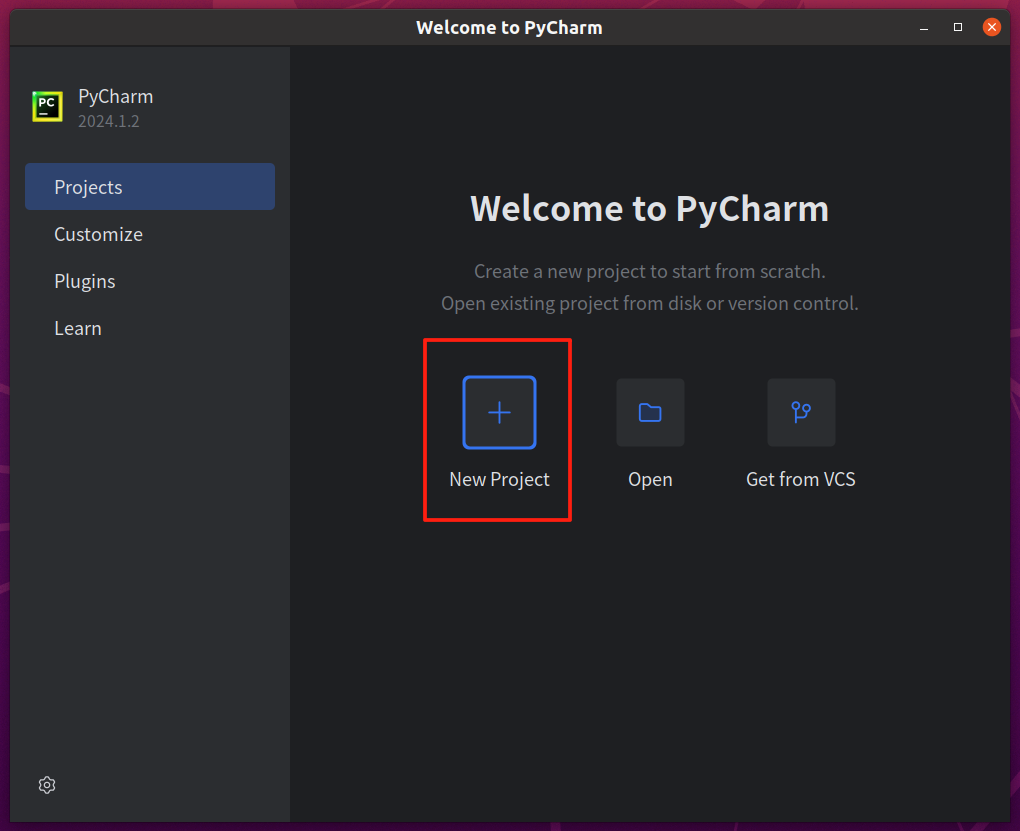 Welcome to PyCharm
PC
PyCharm
2024.1.2
Projects
Customize
Plugins
Learn
Welcome to PyCharm
Create a new project to start from scratch.
Open existing project from disk or version control.
New Project
Open
Get from VCS